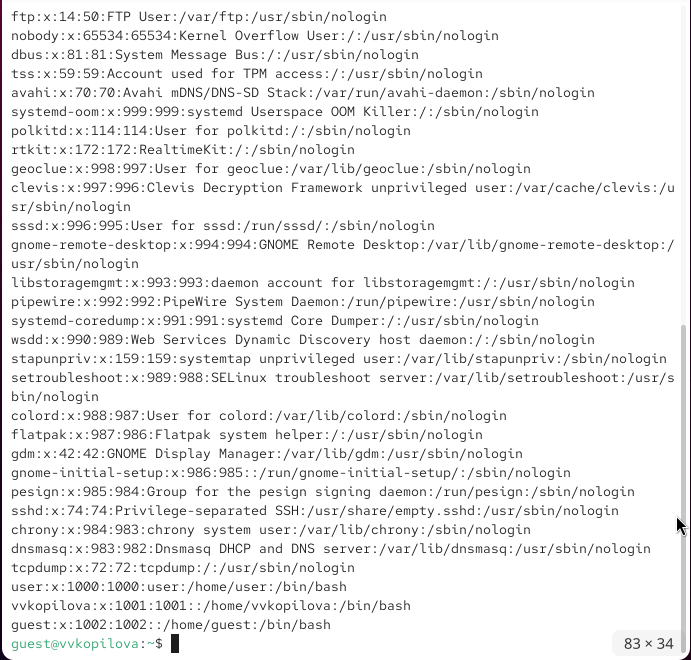 ftp:x:14:50:FTP User:/var/ftp:/usr/sbin/nologin
nobody:x:65534:65534:Kernel Overflow User:/:/usr/sbin/nologin
dbus:x:81:81:System Message Bus:/:/usr/sbin/nologin
tss:x:59:59:Account used for TPM access:/:/usr/sbin/nologin
avahi:x:70:70:Avahi mDNS/DNS-SD Stack:/var/run/avahi-daemon:/sbin/nologin
systemd-oom:x:999:999:systemd Userspace OOM Killer:/:/sbin/nologin
polkitd:x:114:114:User for polkitd:/:/sbin/nologin
rtkit:x:172:172:RealtimeKit:/:/sbin/nologin
geoclue:x:998:997:User for geoclue:/var/lib/geoclue:/sbin/nologin
clevis:x:997:996:Clevis Decryption Framework unprivileged user:/var/cache/clevis:/u
sr/sbin/nologin
sssd:x:996:995:User for sssd:/run/sssd/:/sbin/nologin
gnome-remote-desktop:x:994:994:GNOME Remote Desktop:/var/lib/gnome-remote-desktop:/
usr/sbin/nologin
libstoragemgmt:x:993:993:daemon account for libstoragemgmt:/:/usr/sbin/nologin
pipewire:x:992:992:PipeWire System Daemon:/run/pipewire:/usr/sbin/nologin
systemd-coredump:x:991:991:systemd Core Dumper:/:/usr/sbin/nologin
wsdd:x:990:989:Web Services Dynamic Discovery host daemon:/:/sbin/nologin
stapunpriv:x:159:159:systemtap unprivileged user:/var/lib/stapunpriv:/sbin/nologin
setroubleshoot:x:989:988:SELinux troubleshoot server:/var/lib/setroubleshoot:/usr/s
bin/nologin
colord:x:988:987:User for colord:/var/lib/colord:/sbin/nologin
flatpak:x:987:986:Flatpak system helper:/:/usr/sbin/nologin
gdm:x:42:42:GNOME Display Manager:/var/lib/gdm:/usr/sbin/nologin
gnome-initial-setup:x:986:985::/run/gnome-initial-setup/:/sbin/nologin
pesign:x:985:984:Group for the pesign signing daemon:/run/pesign:/sbin/nologin
sshd:x:74:74:Privilege-separated SSH:/usr/share/empty.sshd:/usr/sbin/nologin
chrony:x:984:983:chrony system user:/var/lib/chrony:/sbin/nologin
dnsmasq:x:983:982:Dnsmasq DHCP and DNS server:/var/lib/dnsmasq:/usr/sbin/nologin
tcpdump:x:72:72:tcpdump:/:/usr/sbin/nologin
user:x:1000:1000:user:/home/user:/bin/bash
vvkopilova:x:1001:1001::/home/vvkopilova:/bin/bash
guest:x:1002:1002::/home/guest:/bin/bash
guest@vvkopilova:~$
83 × 34